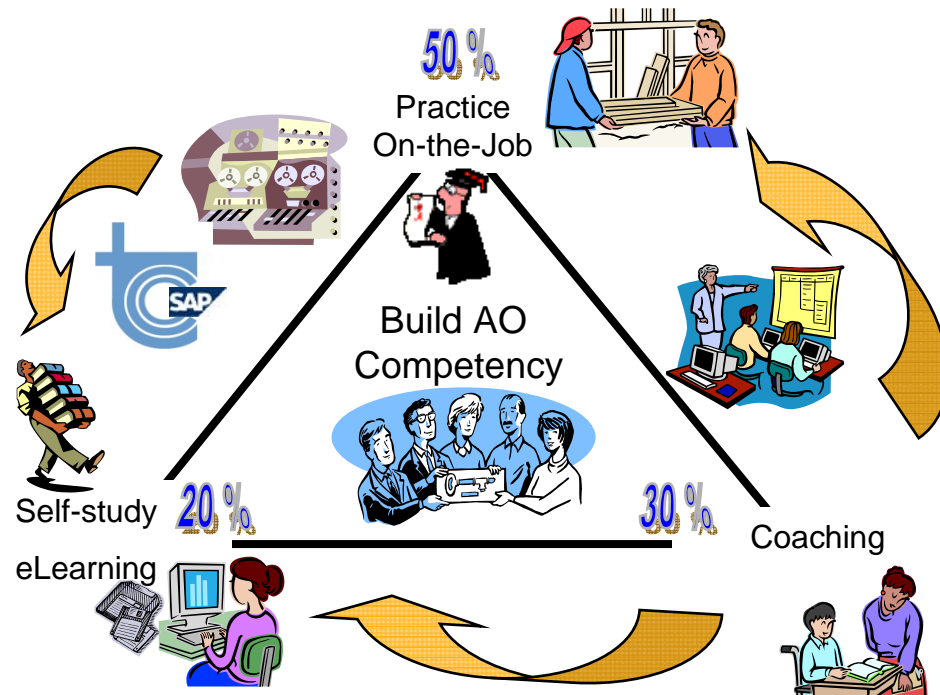 50 %
Practice
On-the-Job
SAP
Build AO
Competency
Self-study
20 %
30 %
Coaching
eLearning